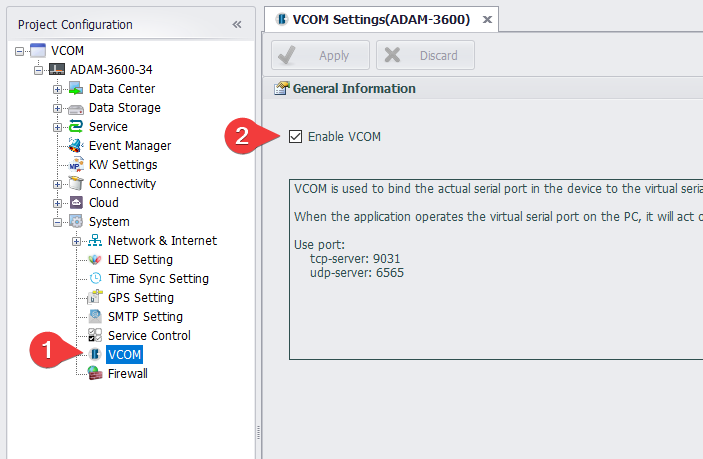 Project Configuration
VCOM
ADAM-3600-34
Data Center
Data Storage
Service
Event Manager
KW Settings
Connectivity
Cloud
System
Network & Internet
LED Setting
Time Sync Setting
GPS Setting
SMTP Setting
Service Control
1
VCOM
Firewall
VCOM Settings(ADAM-3600)
Apply
Discard
General Information
2
Enable VCOM
VCOM is used to bind the actual serial port in the device to the virtual seria
When the application operates the virtual serial port on the PC, it will act
Use port:
tcp-server: 9031
udp-server: 6565